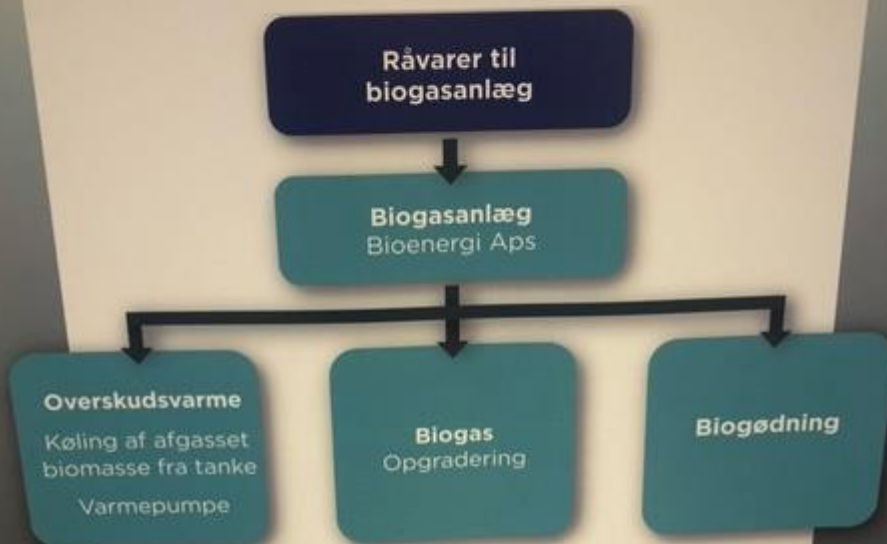 Råvarer til
biogasanlæg
Biogasanlæg
Bioenergi Aps
Overskudsvarme
Køling af afgasset
biomasse fra tanke
Varmepumpe
Biogas
Opgradering
Biogødning